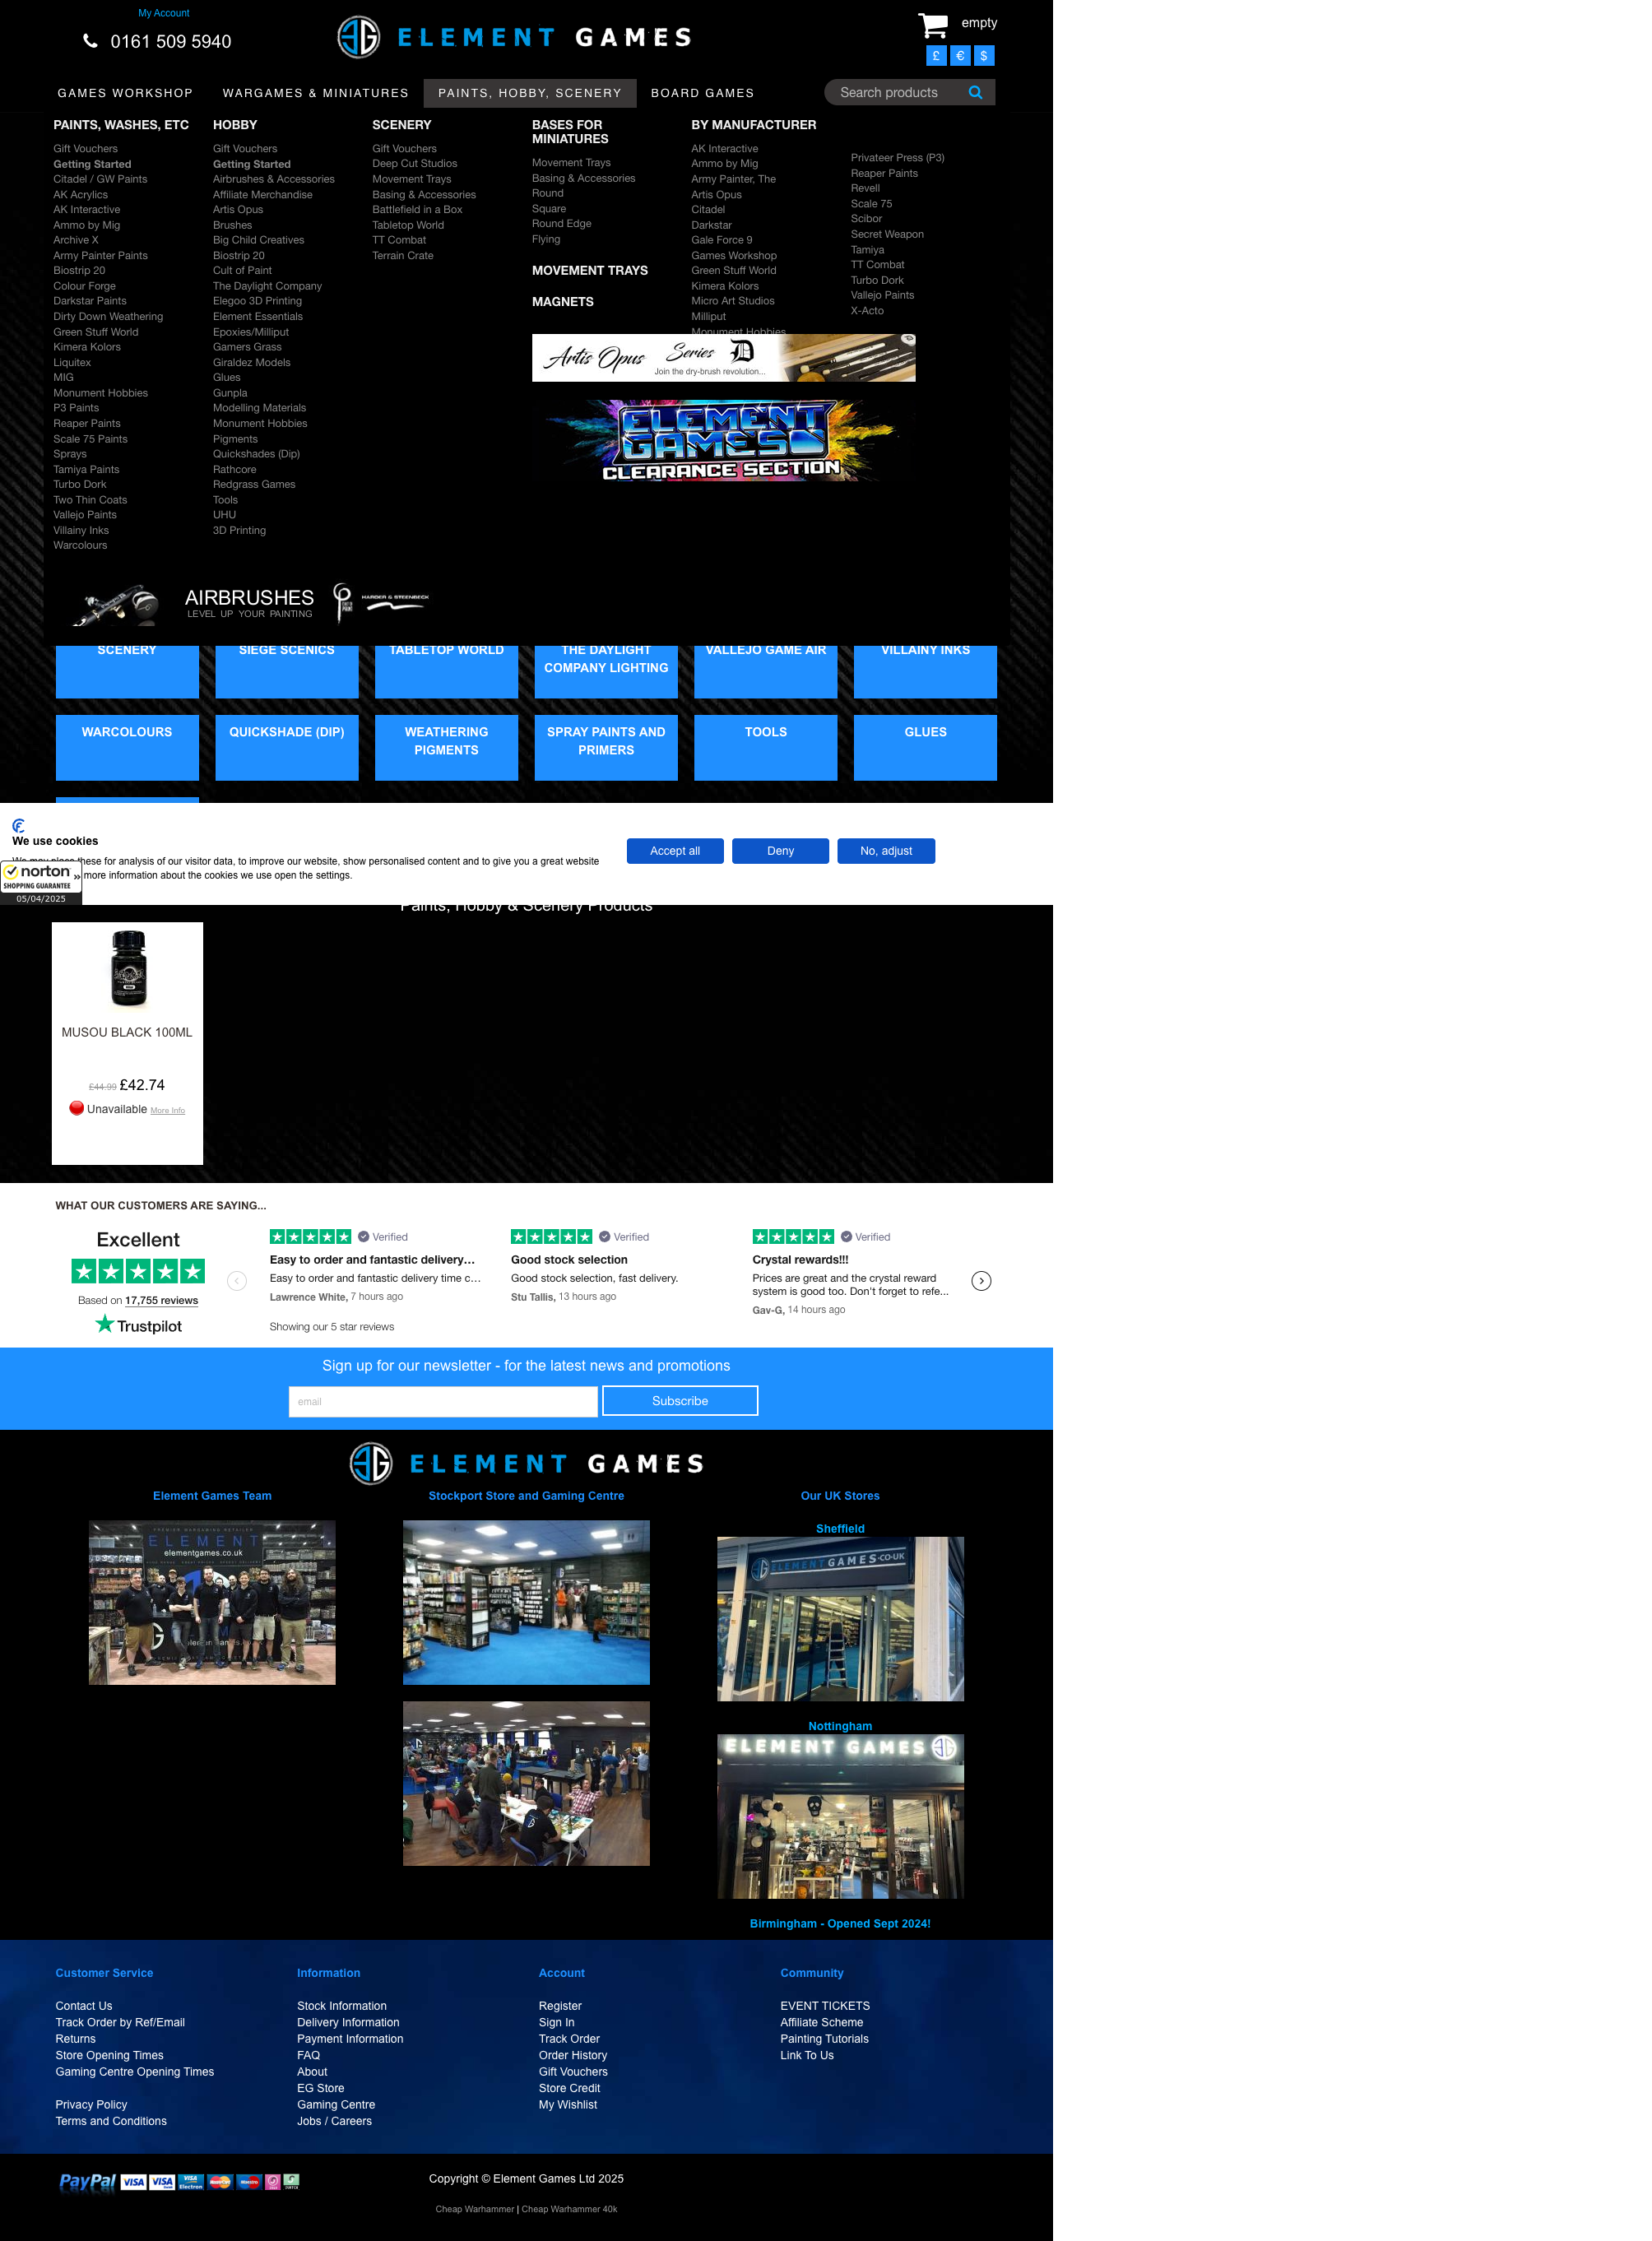 My Account
0161 509 5940
ELEMENT GAMES
empty
£ € $
GAMES WORKSHOP
WARGAMES & MINIATURES
PAINTS, HOBBY, SCENERY
BOARD GAMES
Search products
PAINTS, WASHES, ETC
Gift Vouchers
Getting Started
Citadel / GW Paints
AK Acrylics
AK Interactive
Ammo by Mig
Archive X
Army Painter Paints
Biostrip 20
Colour Forge
Darkstar Paints
Dirty Down Weathering
Green Stuff World
Kimera Kolors
Liquitex
MIG
Monument Hobbies
P3 Paints
Reaper Paints
Scale 75 Paints
Sprays
Tamiya Paints
Turbo Dork
Two Thin Coats
Vallejo Paints
Villainy Inks
Warcolours
HOBBY
Gift Vouchers
Getting Started
Airbrushes & Accessories
Affiliate Merchandise
Artis Opus
Brushes
Big Child Creatives
Biostrip 20
Cult of Paint
The Daylight Company
Elegoo 3D Printing
Element Essentials
Epoxies/Milliput
Gamers Grass
Giraldez Models
Glues
Gunpla
Modelling Materials
Monument Hobbies
Pigments
Quickshades (Dip)
Rathcore
Redgrass Games
Tools
UHU
3D Printing
SCENERY
Gift Vouchers
Deep Cut Studios
Movement Trays
Basing & Accessories
Battlefield in a Box
Tabletop World
TT Combat
Terrain Crate
BASES FOR
MINIATURES
Movement Trays
Basing & Accessories
Round
Square
Round Edge
Flying
MOVEMENT TRAYS
MAGNETS
BY MANUFACTURER
AK Interactive
Ammo by Mig
Army Painter, The
Artis Opus
Citadel
Darkstar
Gale Force 9
Games Workshop
Green Stuff World
Kimera Kolors
Micro Art Studios
Milliput
Monument Hobbies
Privateer Press (P3)
Reaper Paints
Revell
Scale 75
Scibor
Secret Weapon
Tamiya
TT Combat
Turbo Dork
Vallejo Paints
X-Acto
Artis Opus Series D
Join the dry-brush revolution...
ELEMENT
GAMES
CLEARANCE SECTION
AIRBRUSHES
LEVEL UP YOUR PAINTING
HARDER & STEENBECK
SCENERY
SIEGE SCENICS
TABLETOP WORLD
THE DAYLIGHT
COMPANY LIGHTING
VALLEJO GAME AIR
VILLAINY INKS
WARCOLOURS
QUICKSHADE (DIP)
WEATHERING
PIGMENTS
SPRAY PAINTS AND
PRIMERS
TOOLS
GLUES
We use cookies
We may place these for analysis of our visitor data, to improve our website, show personalised content and to give you a great website
more information about the cookies we use open the settings.
Accept all
Deny
No, adjust
norton »
SHOPPING GUARANTEE
05/04/2025
Paints, Hobby & Scenery Products
MUSOU BLACK 100ML
£44.99 £42.74
Unavailable More Info
WHAT OUR CUSTOMERS ARE SAYING...
Excellent
Based on 17,755 reviews
Trustpilot
Verified
Easy to order and fantastic delivery…
Easy to order and fantastic delivery time c…
Lawrence White, 7 hours ago
Verified
Good stock selection
Good stock selection, fast delivery.
Stu Tallis, 13 hours ago
Verified
Crystal rewards!!!
Prices are great and the crystal reward
system is good too. Don't forget to refe...
Gav-G, 14 hours ago
Showing our 5 star reviews
Sign up for our newsletter - for the latest news and promotions
email
Subscribe
ELEMENT GAMES
Element Games Team
ELEMENT
elementgames.co.uk
Stockport Store and Gaming Centre
Our UK Stores
Sheffield
ELEMENTGAMES.CO.UK
Nottingham
ELEMENT GAMES
Birmingham - Opened Sept 2024!
Customer Service
Contact Us
Track Order by Ref/Email
Returns
Store Opening Times
Gaming Centre Opening Times
Privacy Policy
Terms and Conditions
Information
Stock Information
Delivery Information
Payment Information
FAQ
About
EG Store
Gaming Centre
Jobs / Careers
Account
Register
Sign In
Track Order
Order History
Gift Vouchers
Store Credit
My Wishlist
Community
EVENT TICKETS
Affiliate Scheme
Painting Tutorials
Link To Us
PayPal VISA VISA VISA Electron MasterCard Maestro
Copyright © Element Games Ltd 2025
Cheap Warhammer | Cheap Warhammer 40k